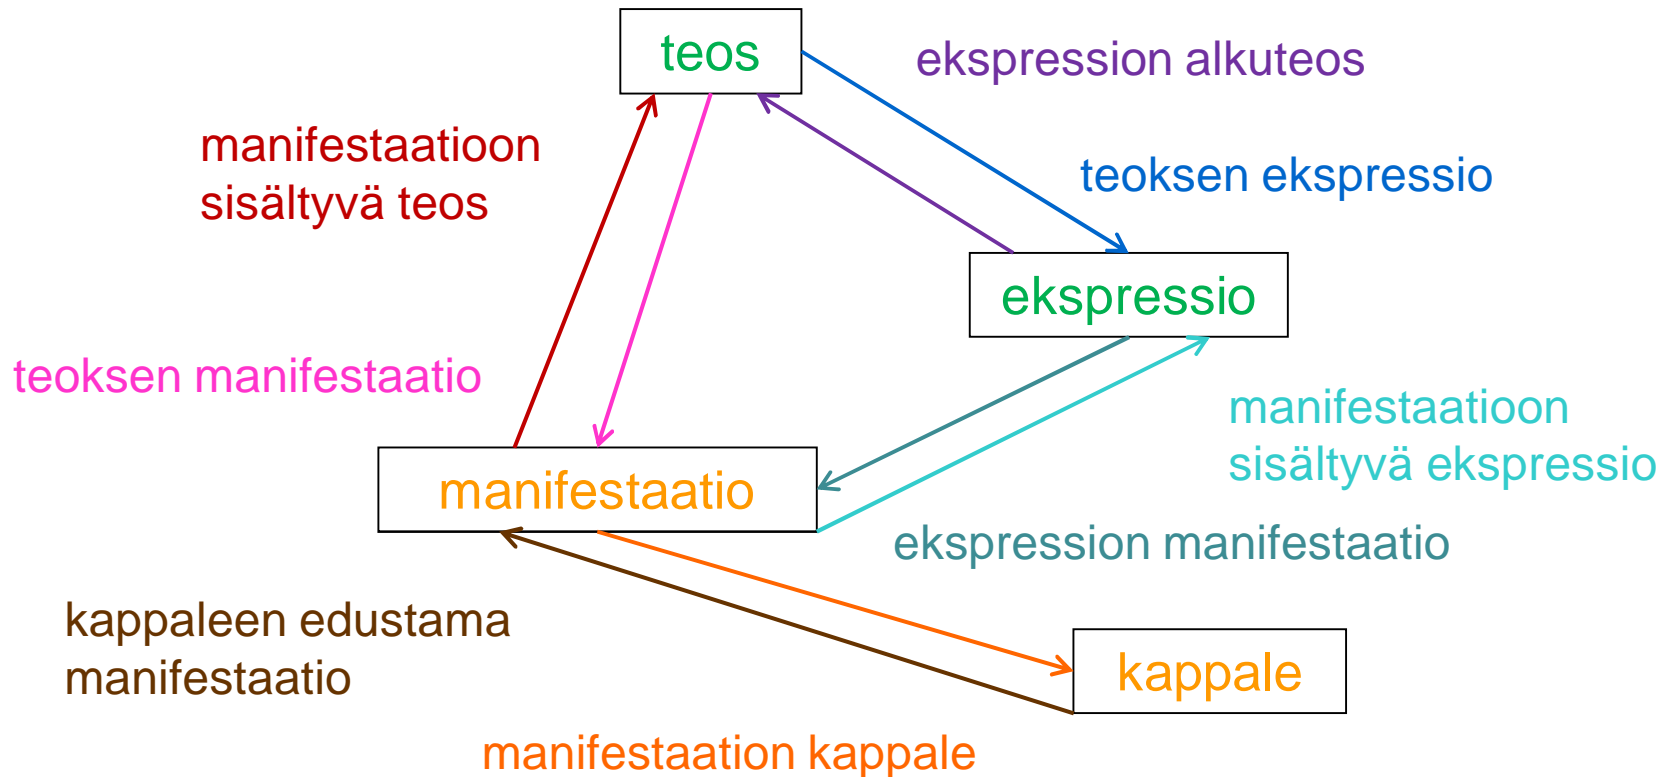 teos
ekspression alkuteos
manifestaatioon
sisältyvä teos
teoksen ekspressio
ekspressio
teoksen manifestaatio
manifestaatioon
sisältyvä ekspressio
manifestaatio
ekspression manifestaatio
kappaleen edustama
manifestaatio
kappale
manifestaation kappale